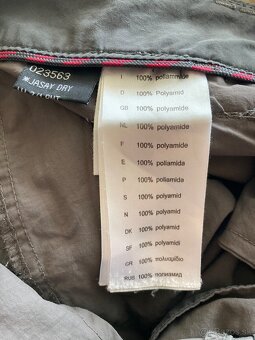 023563
JASAY DRY
I 100% poliammide
D 100% polyamid
GB 100% polyamide
NL 100% polyamide
F 100% polyamide
E 100% poliamida
P 100% poliamida
S 100% polyamid
N 100% polyamid
DK 100% polyamid
SF 100% polyamidi
GR 100% πολυαμίδιο
RUS 100% полиамид